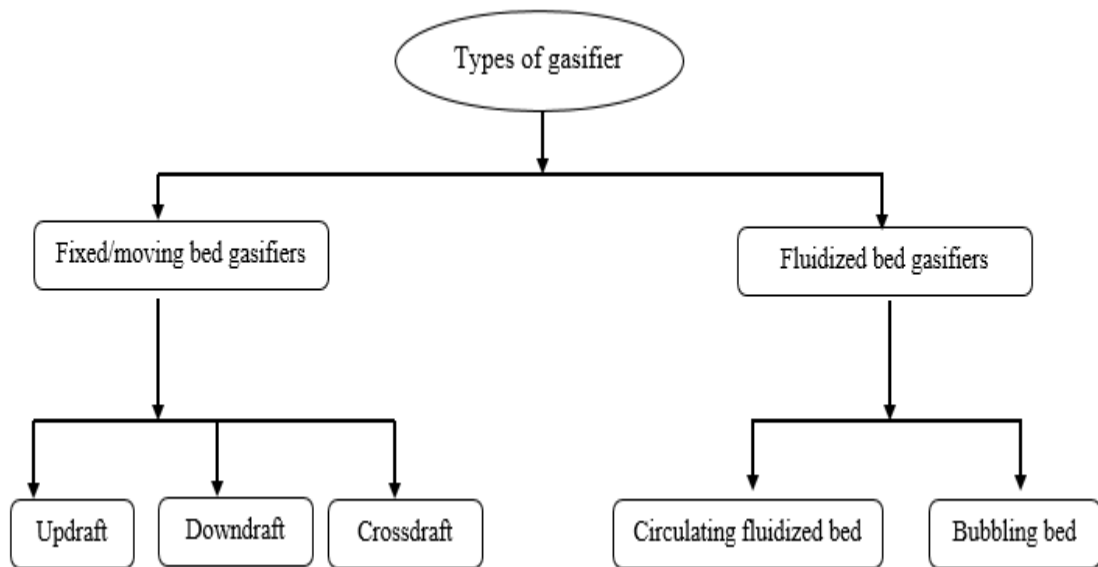 Types of gasifier
Fixed/moving bed gasifiers
Fluidized bed gasifiers
Updraft
Downdraft
Crossdraft
Circulating fluidized bed
Bubbling bed